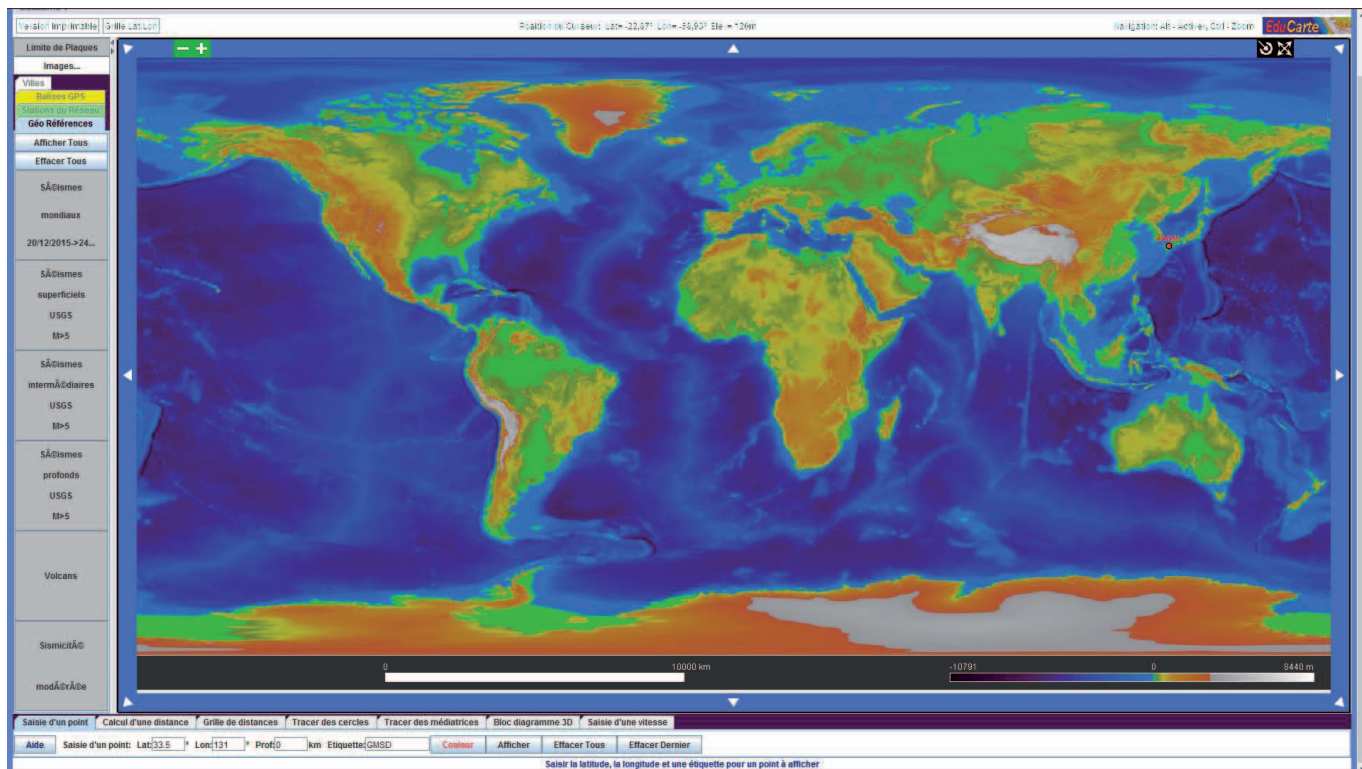 Version Imprimable Grille Lat/Lon Position du Curseur: Lat= -22,87° Lon= -58,93° Elé.= 120m Navigation: Alt - Activer, Ctrl - Zoom EduCarte
Limite de Plaques
Images...
Villes
Balises GPS
Stations du Réseau
Géo Références
Afficher Tous
Effacer Tous
SÃ©ismes
mondiaux
20/12/2015->24...
SÃ©ismes
superficiels
USGS
M>5
SÃ©ismes
intermÃ©diaires
USGS
M>5
SÃ©ismes
profonds
USGS
M>5
Volcans
SismicitÃ©
modÃ©rÃ©e
GMSD
0 10000 km -10791 0 8440 m
Saisie d'un point Calcul d'une distance Grille de distances Tracer des cercles Tracer des médiatrices Bloc diagramme 3D Saisie d'une vitesse
Aide Saisie d'un point: Lat: 33.5 ° Lon: 131 ° Prof: 0 km Etiquette: GMSD Couleur Afficher Effacer Tous Effacer Dernier
Saisir la latitude, la longitude et une étiquette pour un point à afficher